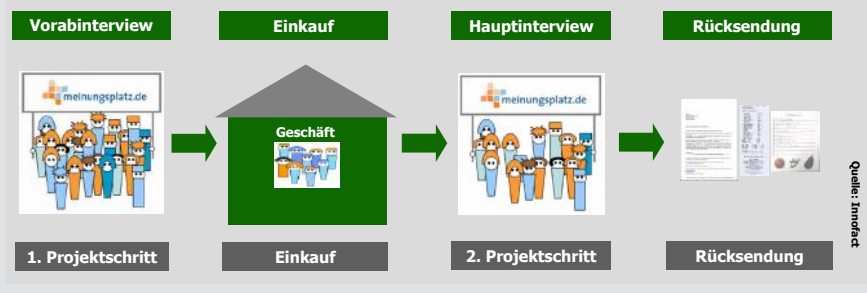 Vorabinterview
Einkauf
Hauptinterview
Rücksendung
meinungsplatz.de
Geschäft
meinungsplatz.de
Quelle: Innofact
1. Projektschritt
Einkauf
2. Projektschritt
Rücksendung